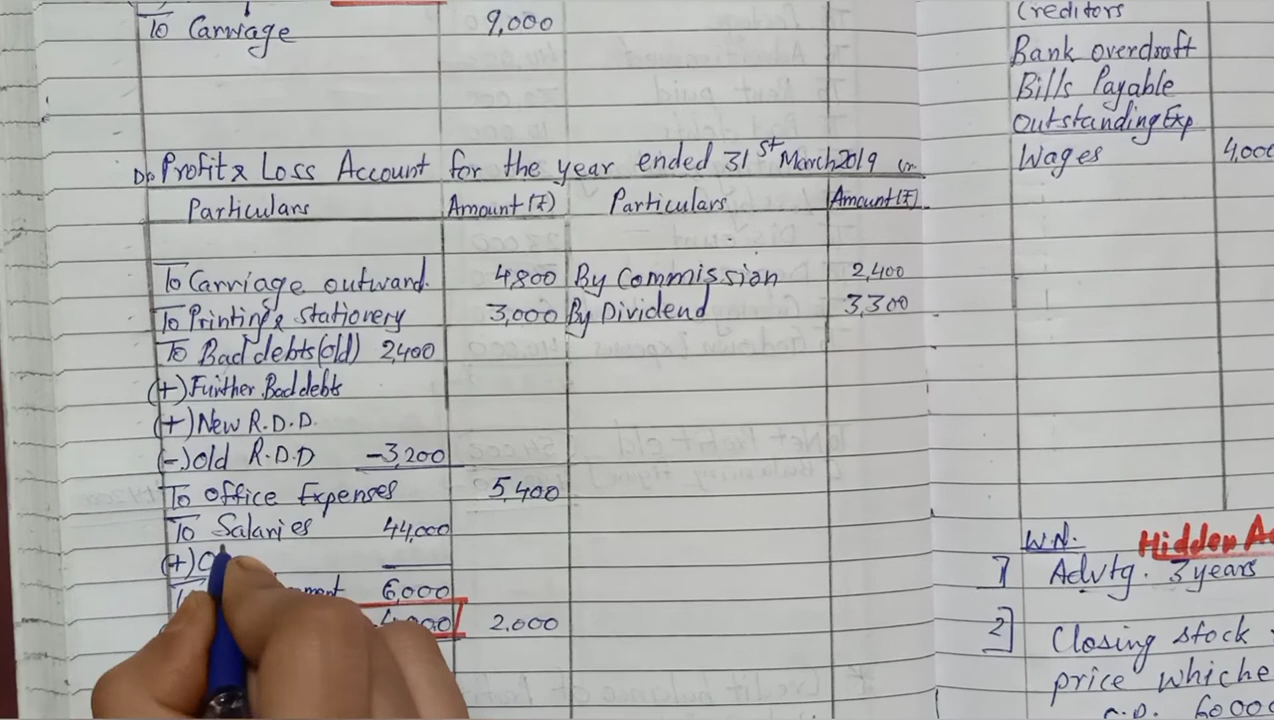 To Carriage 9,000
Dr. Profit & Loss Account for the year ended 31st March 2019 Cr.
Particulars Amount (₹) Particulars Amount (₹)
To Carriage outward. 4800 By Commission 2,400
To Printing & Stationery 3,000 By Dividend 3,300
To Bad debts (old) 2,400
(+) Further Bad debts
(+) New R.D.D.
(-) Old R.D.D -3,200
To Office Expenses 5,400
To Salaries 44,000
(+) O
6,000
2,000
Creditors
Bank overdraft
Bills Payable
Outstanding Exp
Wages 4,000
W.N. Hidden
1] Advtg. 3 years
2] Closing stock
price whiche